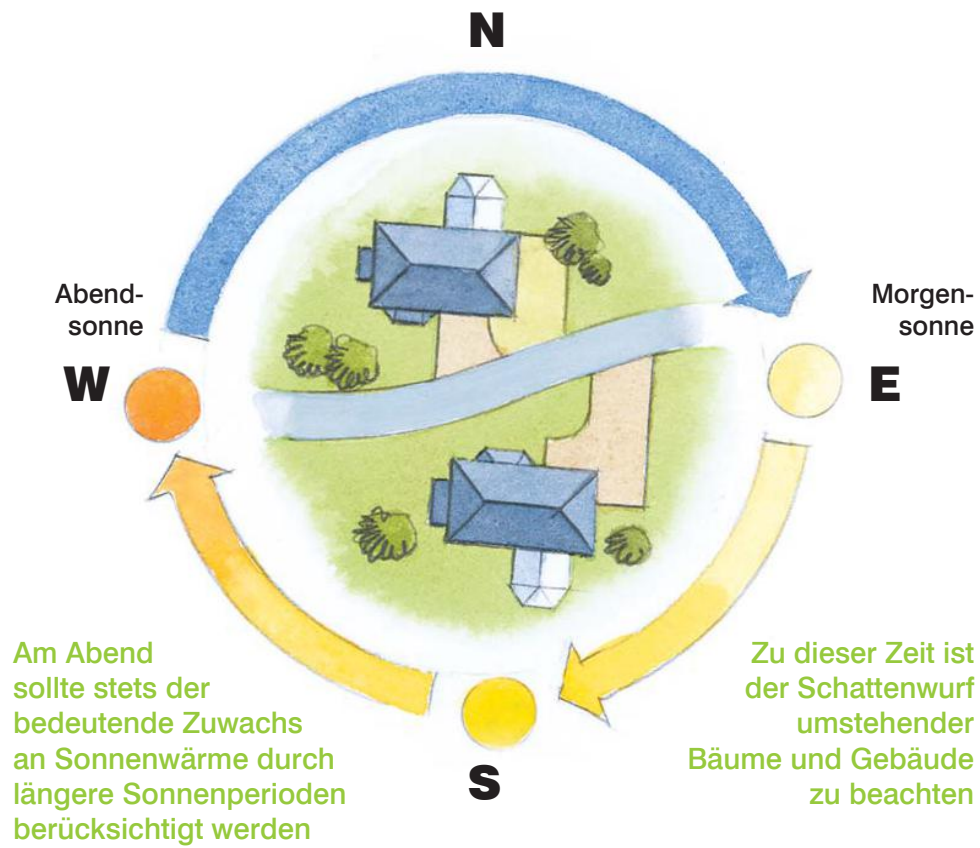 N
Abend-
sonne
Morgen-
sonne
W
E
Am Abend
sollte stets der
bedeutende Zuwachs
an Sonnenwärme durch
längere Sonnenperioden
berücksichtigt werden
Zu dieser Zeit ist
der Schattenwurf
umstehender
Bäume und Gebäude
zu beachten
S